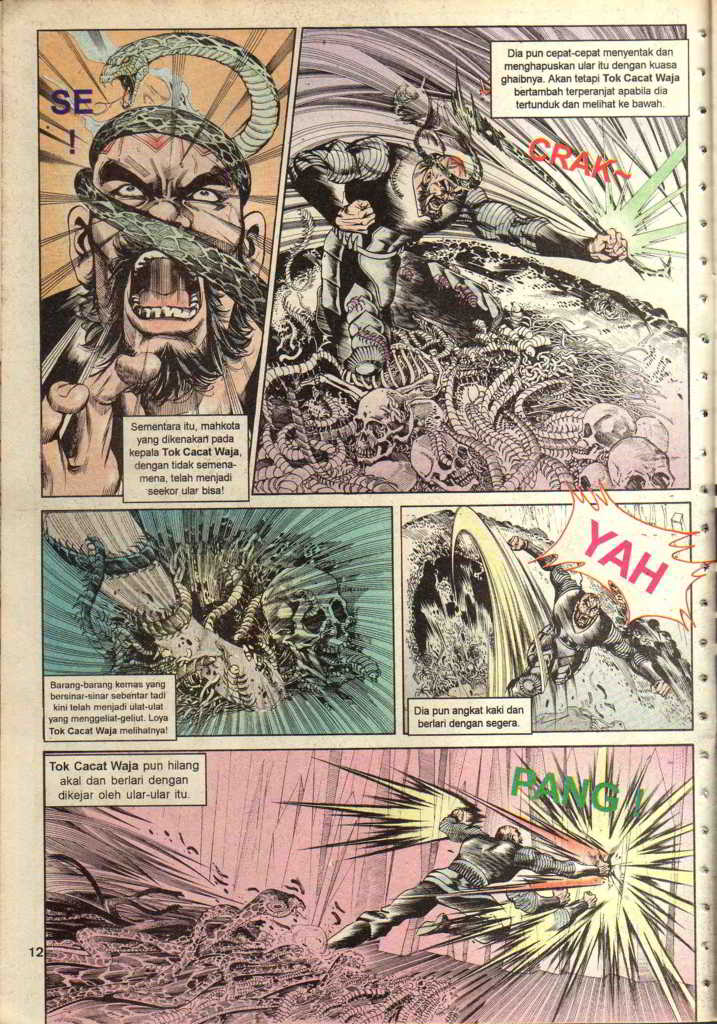 SE
!
Sementara itu, mahkota
yang dikenakan pada
kepala Tok Cacat Waja,
dengan tidak semena-
mena, telah menjadi
seekor ular bisa!
Dia pun cepat-cepat menyentak dan
menghapuskan ular itu dengan kuasa
ghaibnya. Akan tetapi Tok Cacat Waja
bertambah terperanjat apabila dia
tertunduk dan melihat ke bawah.
CRAK~
Barang-barang kemas yang
bersinar-sinar sebentar tadi
kini telah menjadi ulat-ulat
yang menggeliat-geliut. Loya
Tok Cacat Waja melihatnya!
YAH
Dia pun angkat kaki dan
berlari dengan segera.
Tok Cacat Waja pun hilang
akal dan berlari dengan
dikejar oleh ular-ular itu.
PANG !
12